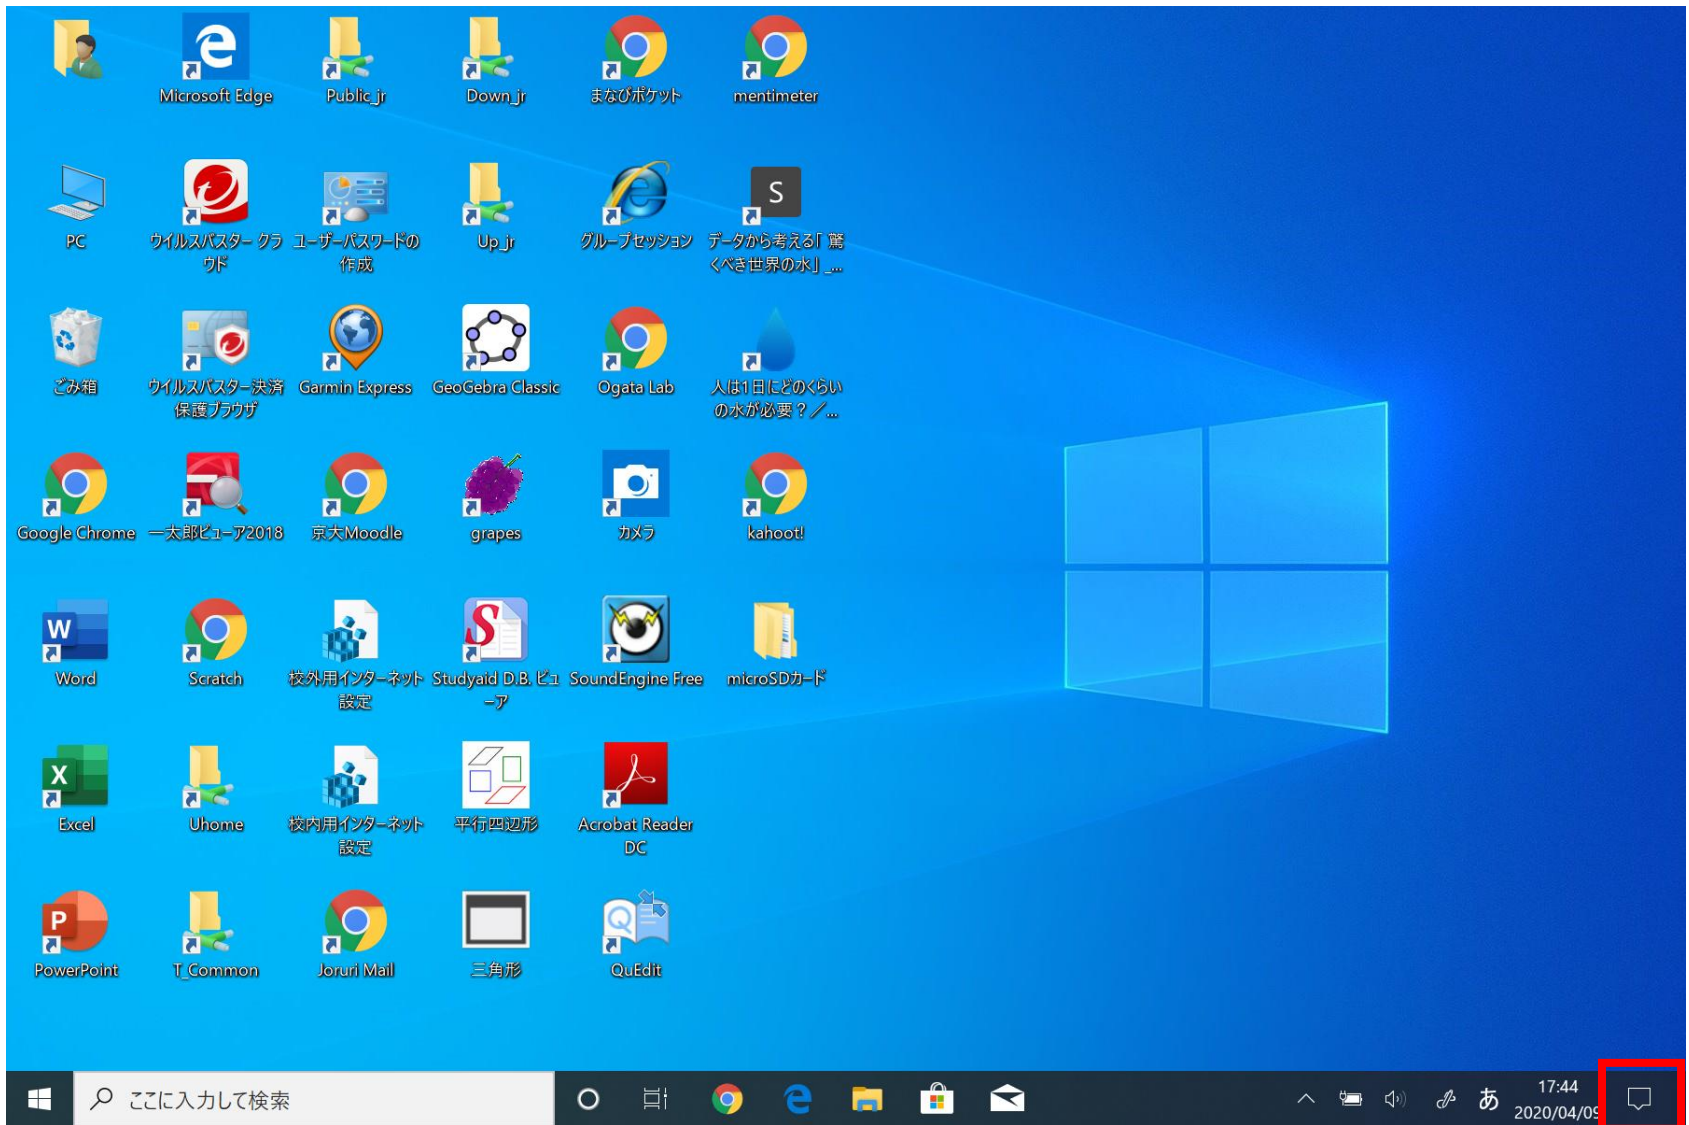 Microsoft Edge
Public_jr
Down_jr
まなびポケット
mentimeter
PC
ウイルスバスター クラ
ウド
ユーザーパスワードの
作成
Up_jr
グループセッション
S
データから考える「 驚
くべき世界の水」_...
ごみ箱
ウイルスバスター決済
保護ブラウザ
Garmin Express
GeoGebra Classic
Ogata Lab
人は1日にどのくらい
の水が必要？／...
Google Chrome
一太郎ビューア2018
京大Moodle
grapes
カメラ
kahoot!
W
Word
Scratch
校外用インターネット
設定
S
Studyaid D.B. ビュ
ーア
SoundEngine Free
microSDカード
X
Excel
Uhome
校内用インターネット
設定
平行四辺形
Acrobat Reader
DC
P
PowerPoint
T_Common
Joruri Mail
三角形
Q
QuEdit
ここに入力して検索
あ
17:44
2020/04/09